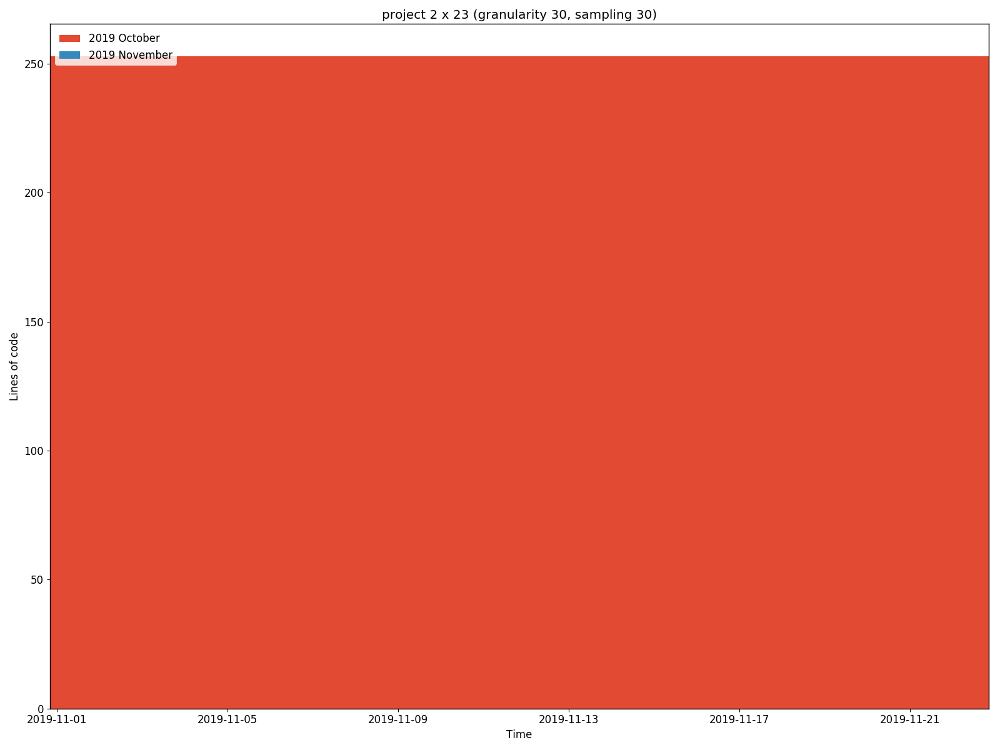 project 2 x 23 (granularity 30, sampling 30)
2019 October
2019 November
250
200
150
100
50
0
Lines of code
2019-11-01
2019-11-05
2019-11-09
2019-11-13
2019-11-17
2019-11-21
Time